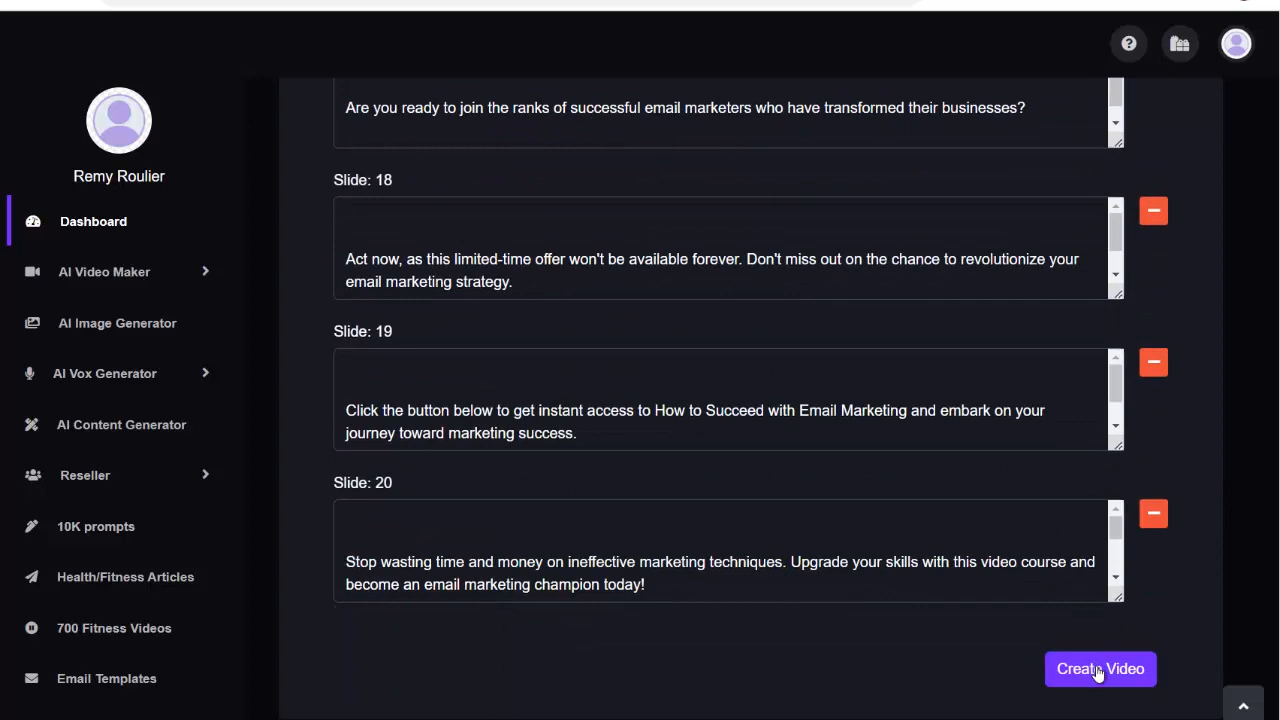 Remy Roulier
Dashboard
AI Video Maker
AI Image Generator
AI Vox Generator
AI Content Generator
Reseller
10K prompts
Health/Fitness Articles
700 Fitness Videos
Email Templates
Are you ready to join the ranks of successful email marketers who have transformed their businesses?
Slide: 18
Act now, as this limited-time offer won't be available forever. Don't miss out on the chance to revolutionize your
email marketing strategy.
Slide: 19
Click the button below to get instant access to How to Succeed with Email Marketing and embark on your
journey toward marketing success.
Slide: 20
Stop wasting time and money on ineffective marketing techniques. Upgrade your skills with this video course and
become an email marketing champion today!
Create Video